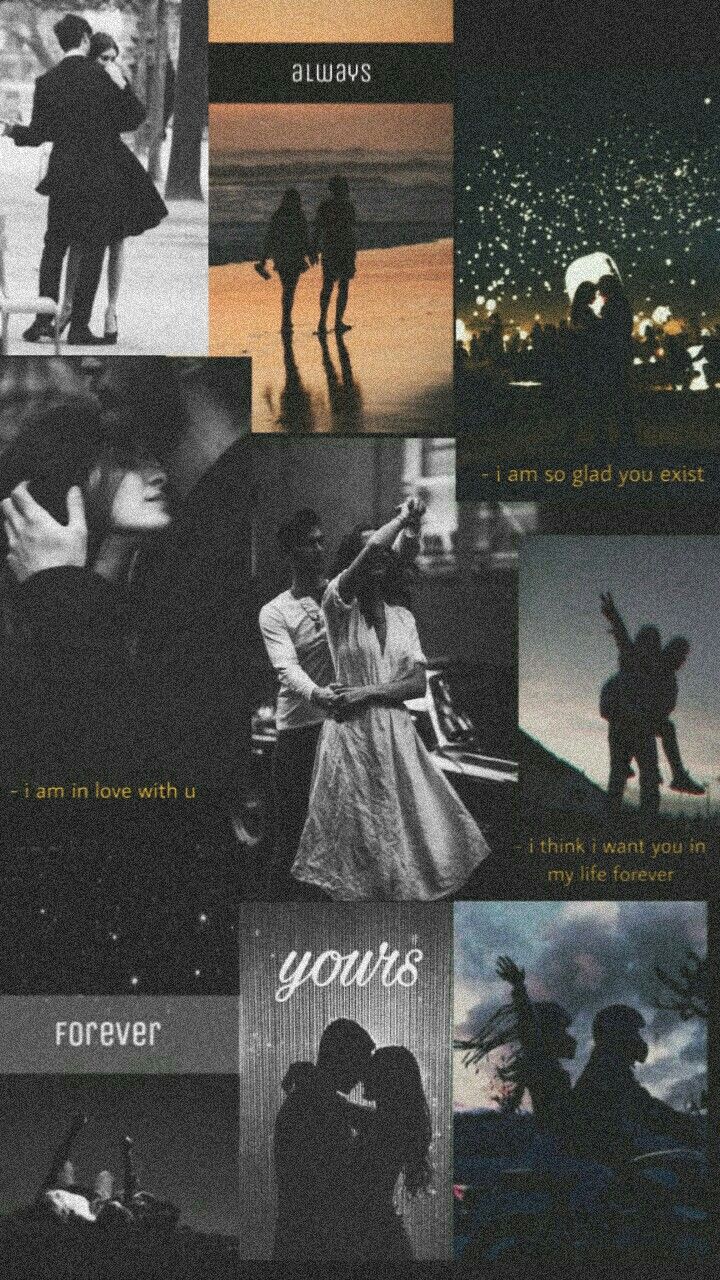 always
- i am so glad you exist
- i am in love with u
- i think i want you in
my life forever
yours
Forever